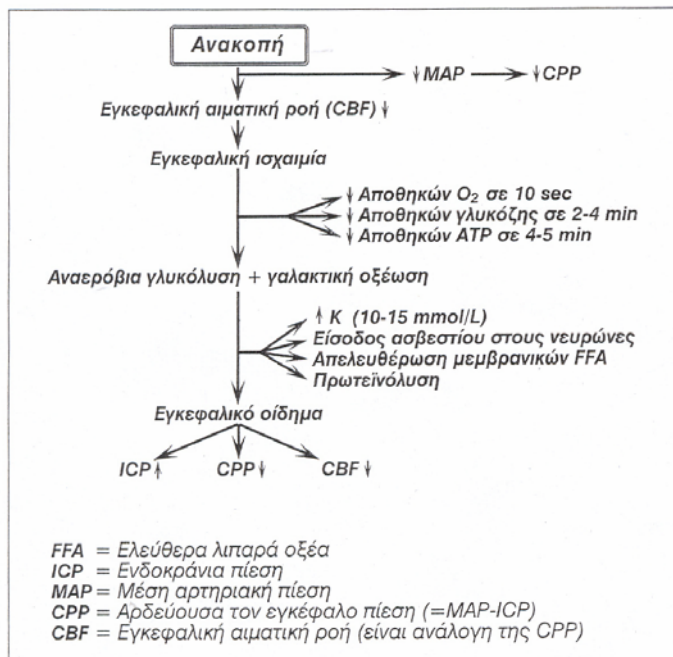 Ανακοπή
↓MAP → ↓CPP
Εγκεφαλική αιματική ροή (CBF) ↓
Εγκεφαλική ισχαιμία
↓ Αποθηκών O₂ σε 10 sec
↓ Αποθηκών γλυκόζης σε 2-4 min
↓ Αποθηκών ATP σε 4-5 min
Αναερόβια γλυκόλυση + γαλακτική οξέωση
↑ K (10-15 mmol/L)
Είσοδος ασβεστίου στους νευρώνες
Απελευθέρωση μεμβρανικών FFA
Πρωτεϊνόλυση
Εγκεφαλικό οίδημα
ICP↑ CPP↓ CBF↓
FFA = Ελεύθερα λιπαρά οξέα
ICP = Ενδοκράνια πίεση
MAP = Μέση αρτηριακή πίεση
CPP = Αρδεύουσα τον εγκέφαλο πίεση (=MAP-ICP)
CBF = Εγκεφαλική αιματική ροή (είναι ανάλογη της CPP)